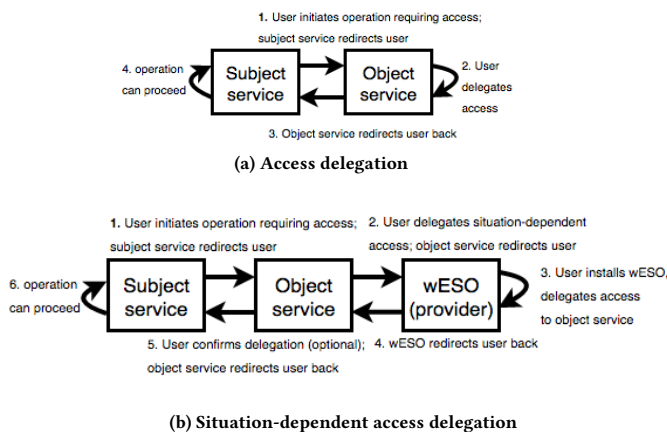 1. User initiates operation requiring access;
subject service redirects user
4. operation
can proceed
Subject
service
Object
service
2. User
delegates
access
3. Object service redirects user back
(a) Access delegation
1. User initiates operation requiring access;
subject service redirects user
2. User delegates situation-dependent
access; object service redirects user
6. operation
can proceed
Subject
service
Object
service
wESO
(provider)
3. User installs wESO,
delegates access
to object service
5. User confirms delegation (optional);
object service redirects user back
4. wESO redirects user back
(b) Situation-dependent access delegation